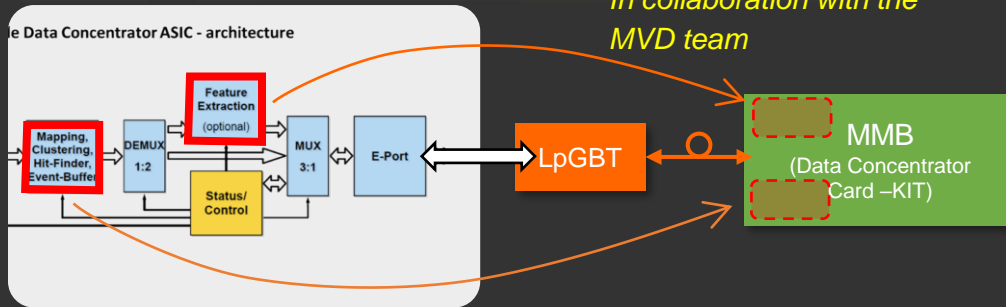 In collaboration with the
MVD team
le Data Concentrator ASIC - architecture
Feature
Extraction
(optional)
Mapping,
Clustering,
Hit-Finder,
Event-Buffer
DEMUX
1:2
MUX
3:1
E-Port
Status/
Control
LpGBT
MMB
(Data Concentrator
Card –KIT)